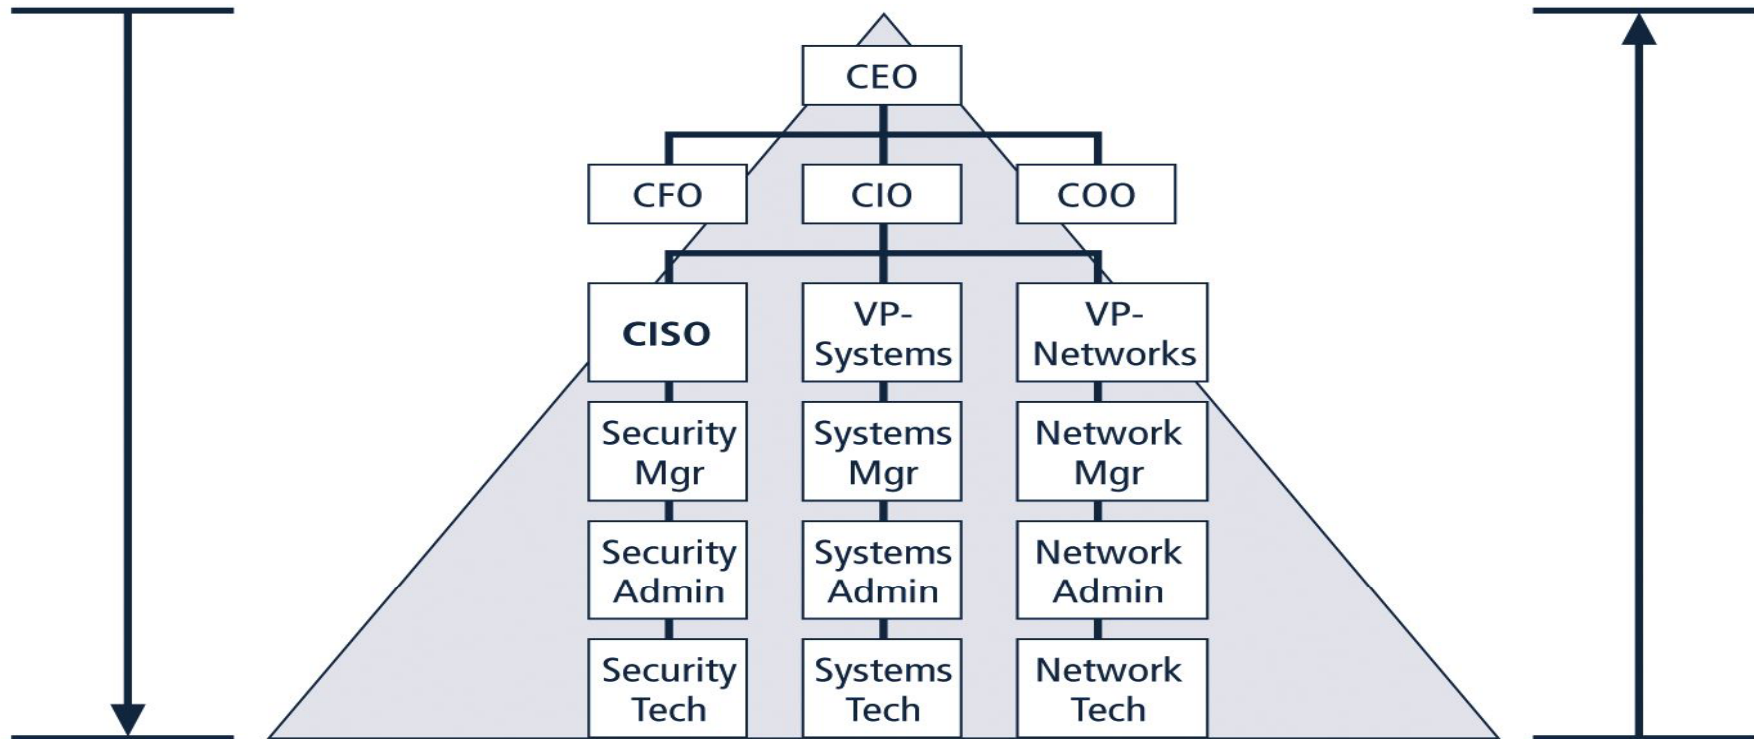 CEO
CFO
CIO
COO
CISO
VP-
Systems
VP-
Networks
Security
Mgr
Systems
Mgr
Network
Mgr
Security
Admin
Systems
Admin
Network
Admin
Security
Tech
Systems
Tech
Network
Tech